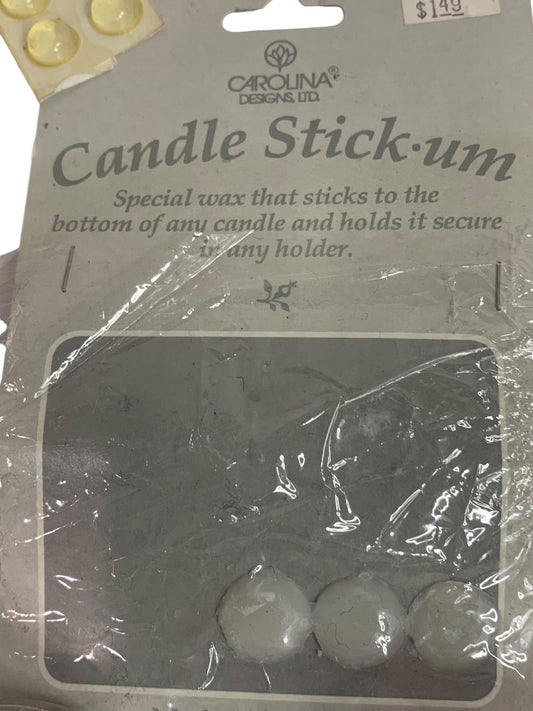 $1.49
CAROLINA®
DESIGNS, LTD.
Candle Stick·um
Special wax that sticks to the
bottom of any candle and holds it secure
in any holder.